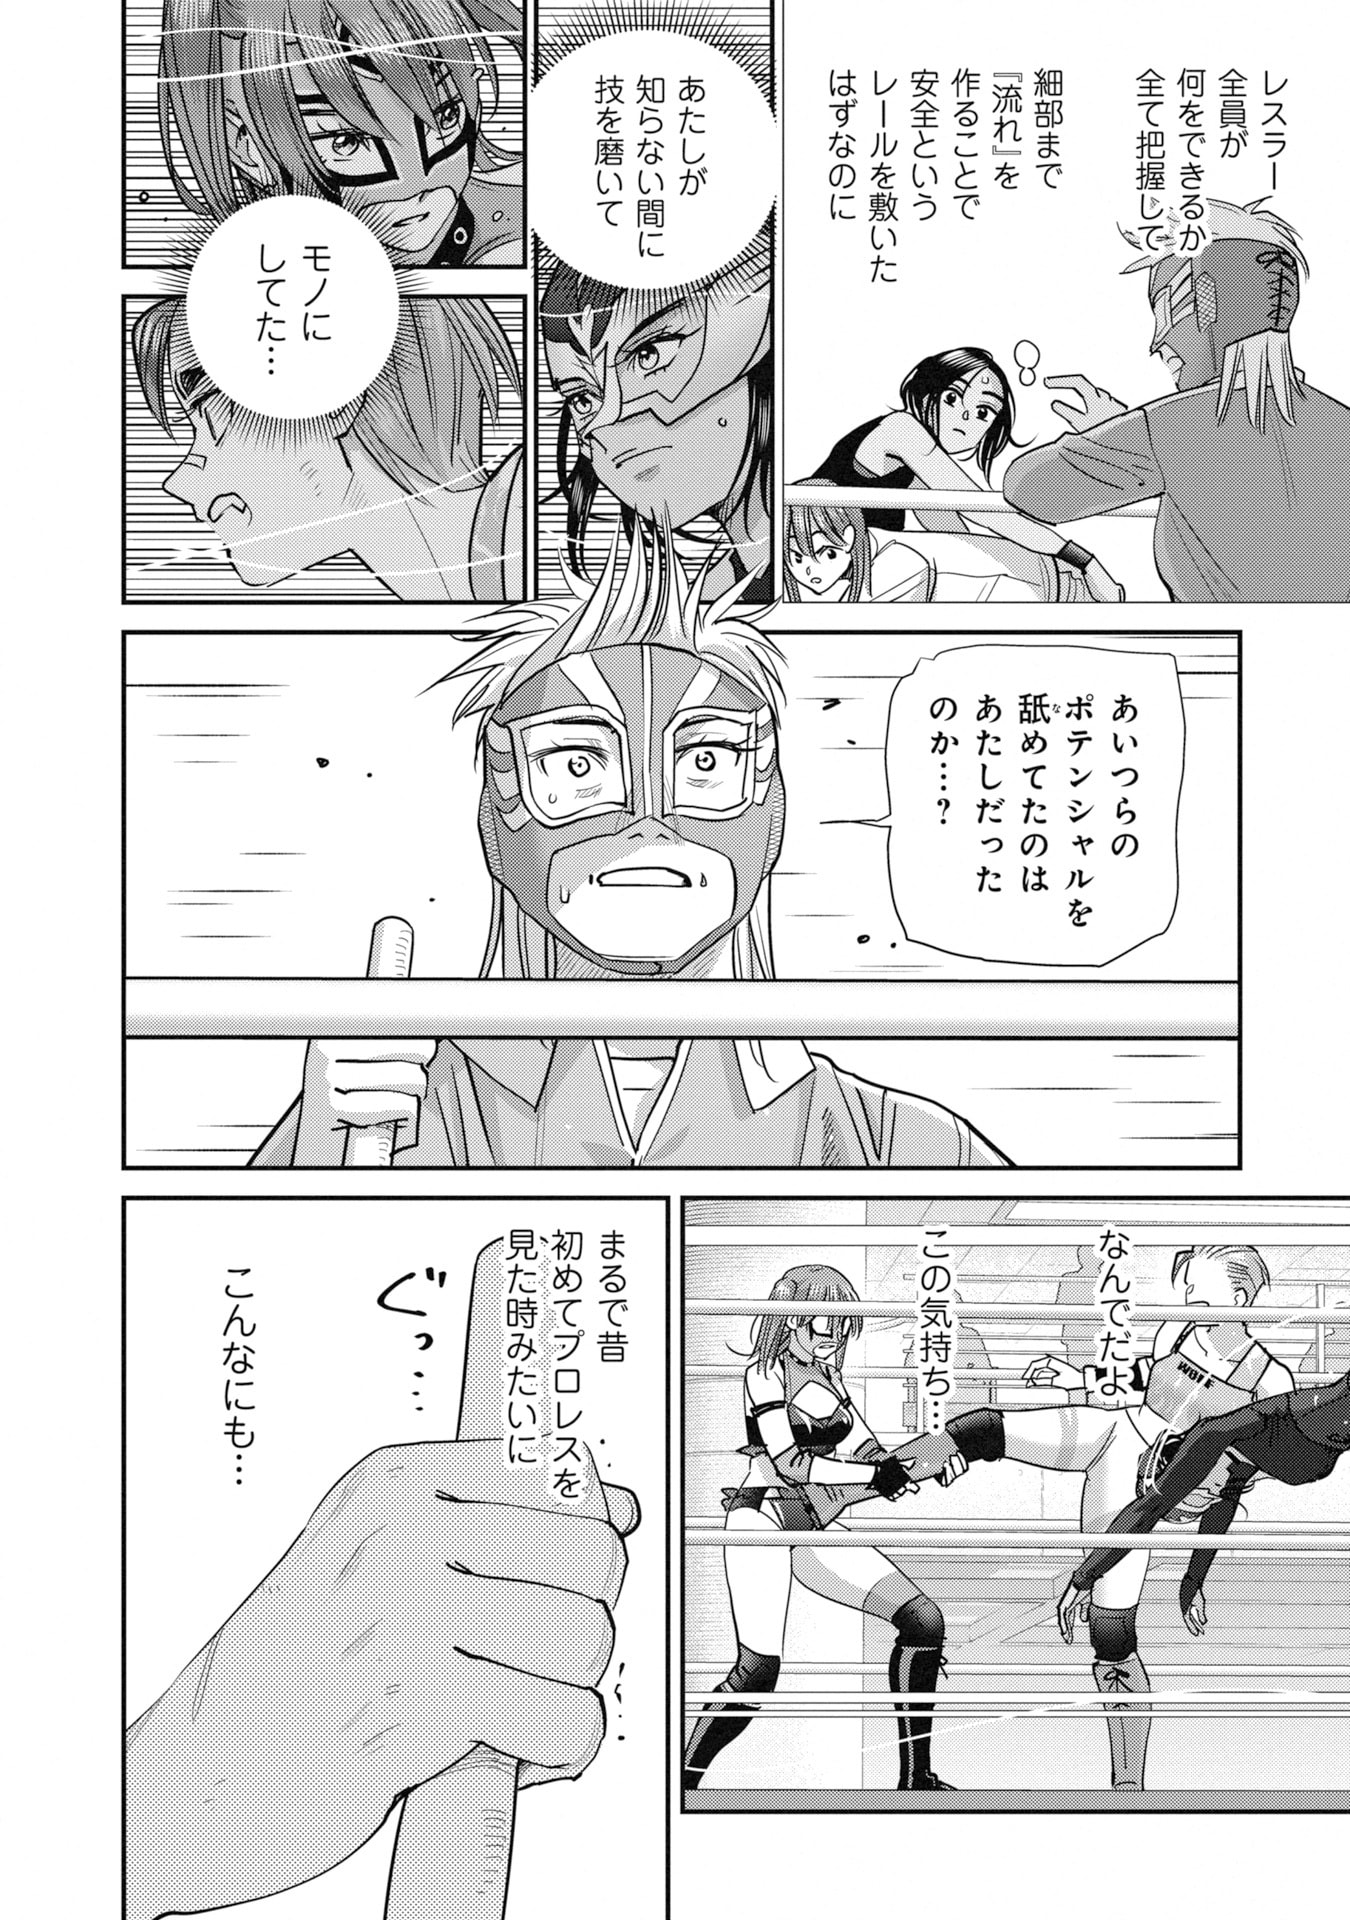 レスラー
全員が
何をできるか
全て把握して
細部まで
『流れ』を
作ることで
安全という
レールを敷いた
はずなのに
あたしが
知らない間に
技を磨いて
モノに
してた…
あいつらの
ポテンシャルを
舐めてたのは
な
あたしだった
のか…？
なんでだよ
この気持ち…
まるで昔
初めてプロレスを
見た時みたいに
ぐっ…
こんなにも…